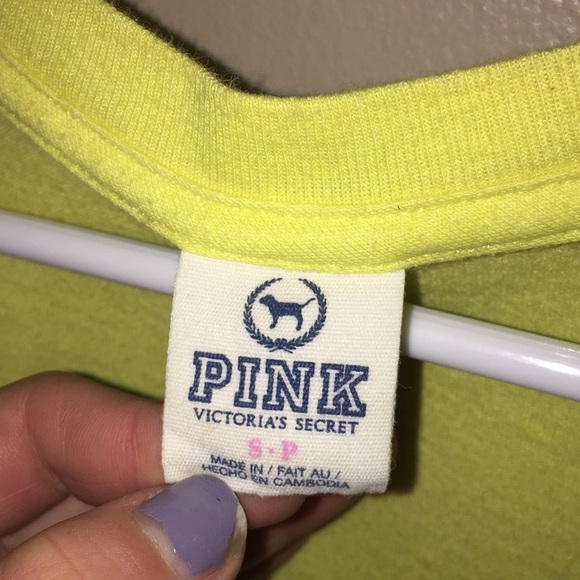 PINK
VICTORIA'S SECRET
S·P
MADE IN / FAIT AU /
HECHO EN CAMBODIA